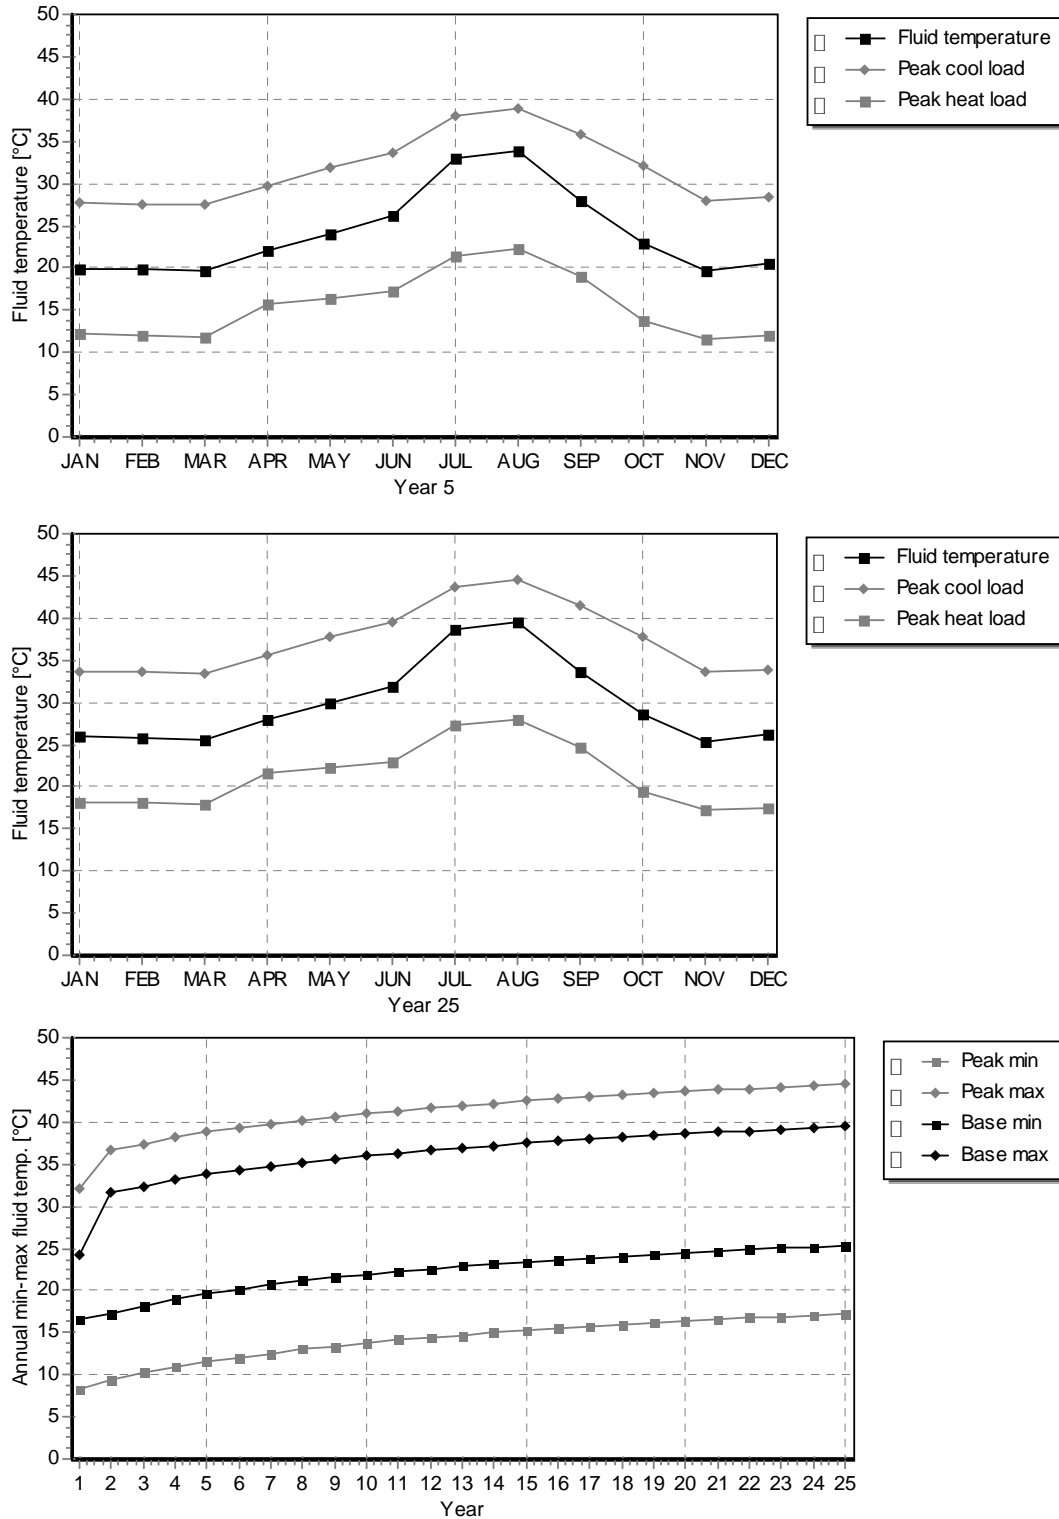 50
45
40
35
30
25
20
15
10
5
0
Fluid temperature [°C]
JAN FEB MAR APR MAY JUN JUL AUG SEP OCT NOV DEC
Year 5
Fluid temperature
Peak cool load
Peak heat load
50
45
40
35
30
25
20
15
10
5
0
Fluid temperature [°C]
JAN FEB MAR APR MAY JUN JUL AUG SEP OCT NOV DEC
Year 25
Fluid temperature
Peak cool load
Peak heat load
50
45
40
35
30
25
20
15
10
5
0
Annual min-max fluid temp. [°C]
1 2 3 4 5 6 7 8 9 10 11 12 13 14 15 16 17 18 19 20 21 22 23 24 25
Year
Peak min
Peak max
Base min
Base max